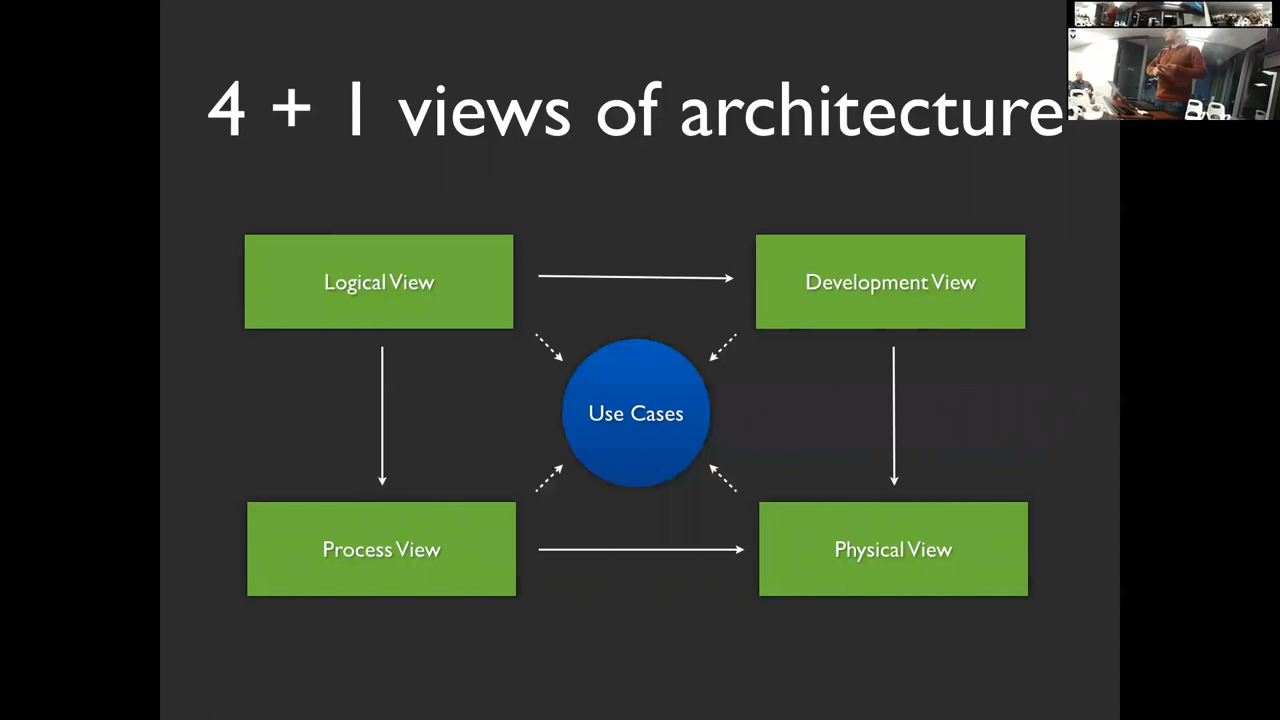 4 + 1 views of architecture
Logical View
Development View
Use Cases
Process View
Physical View